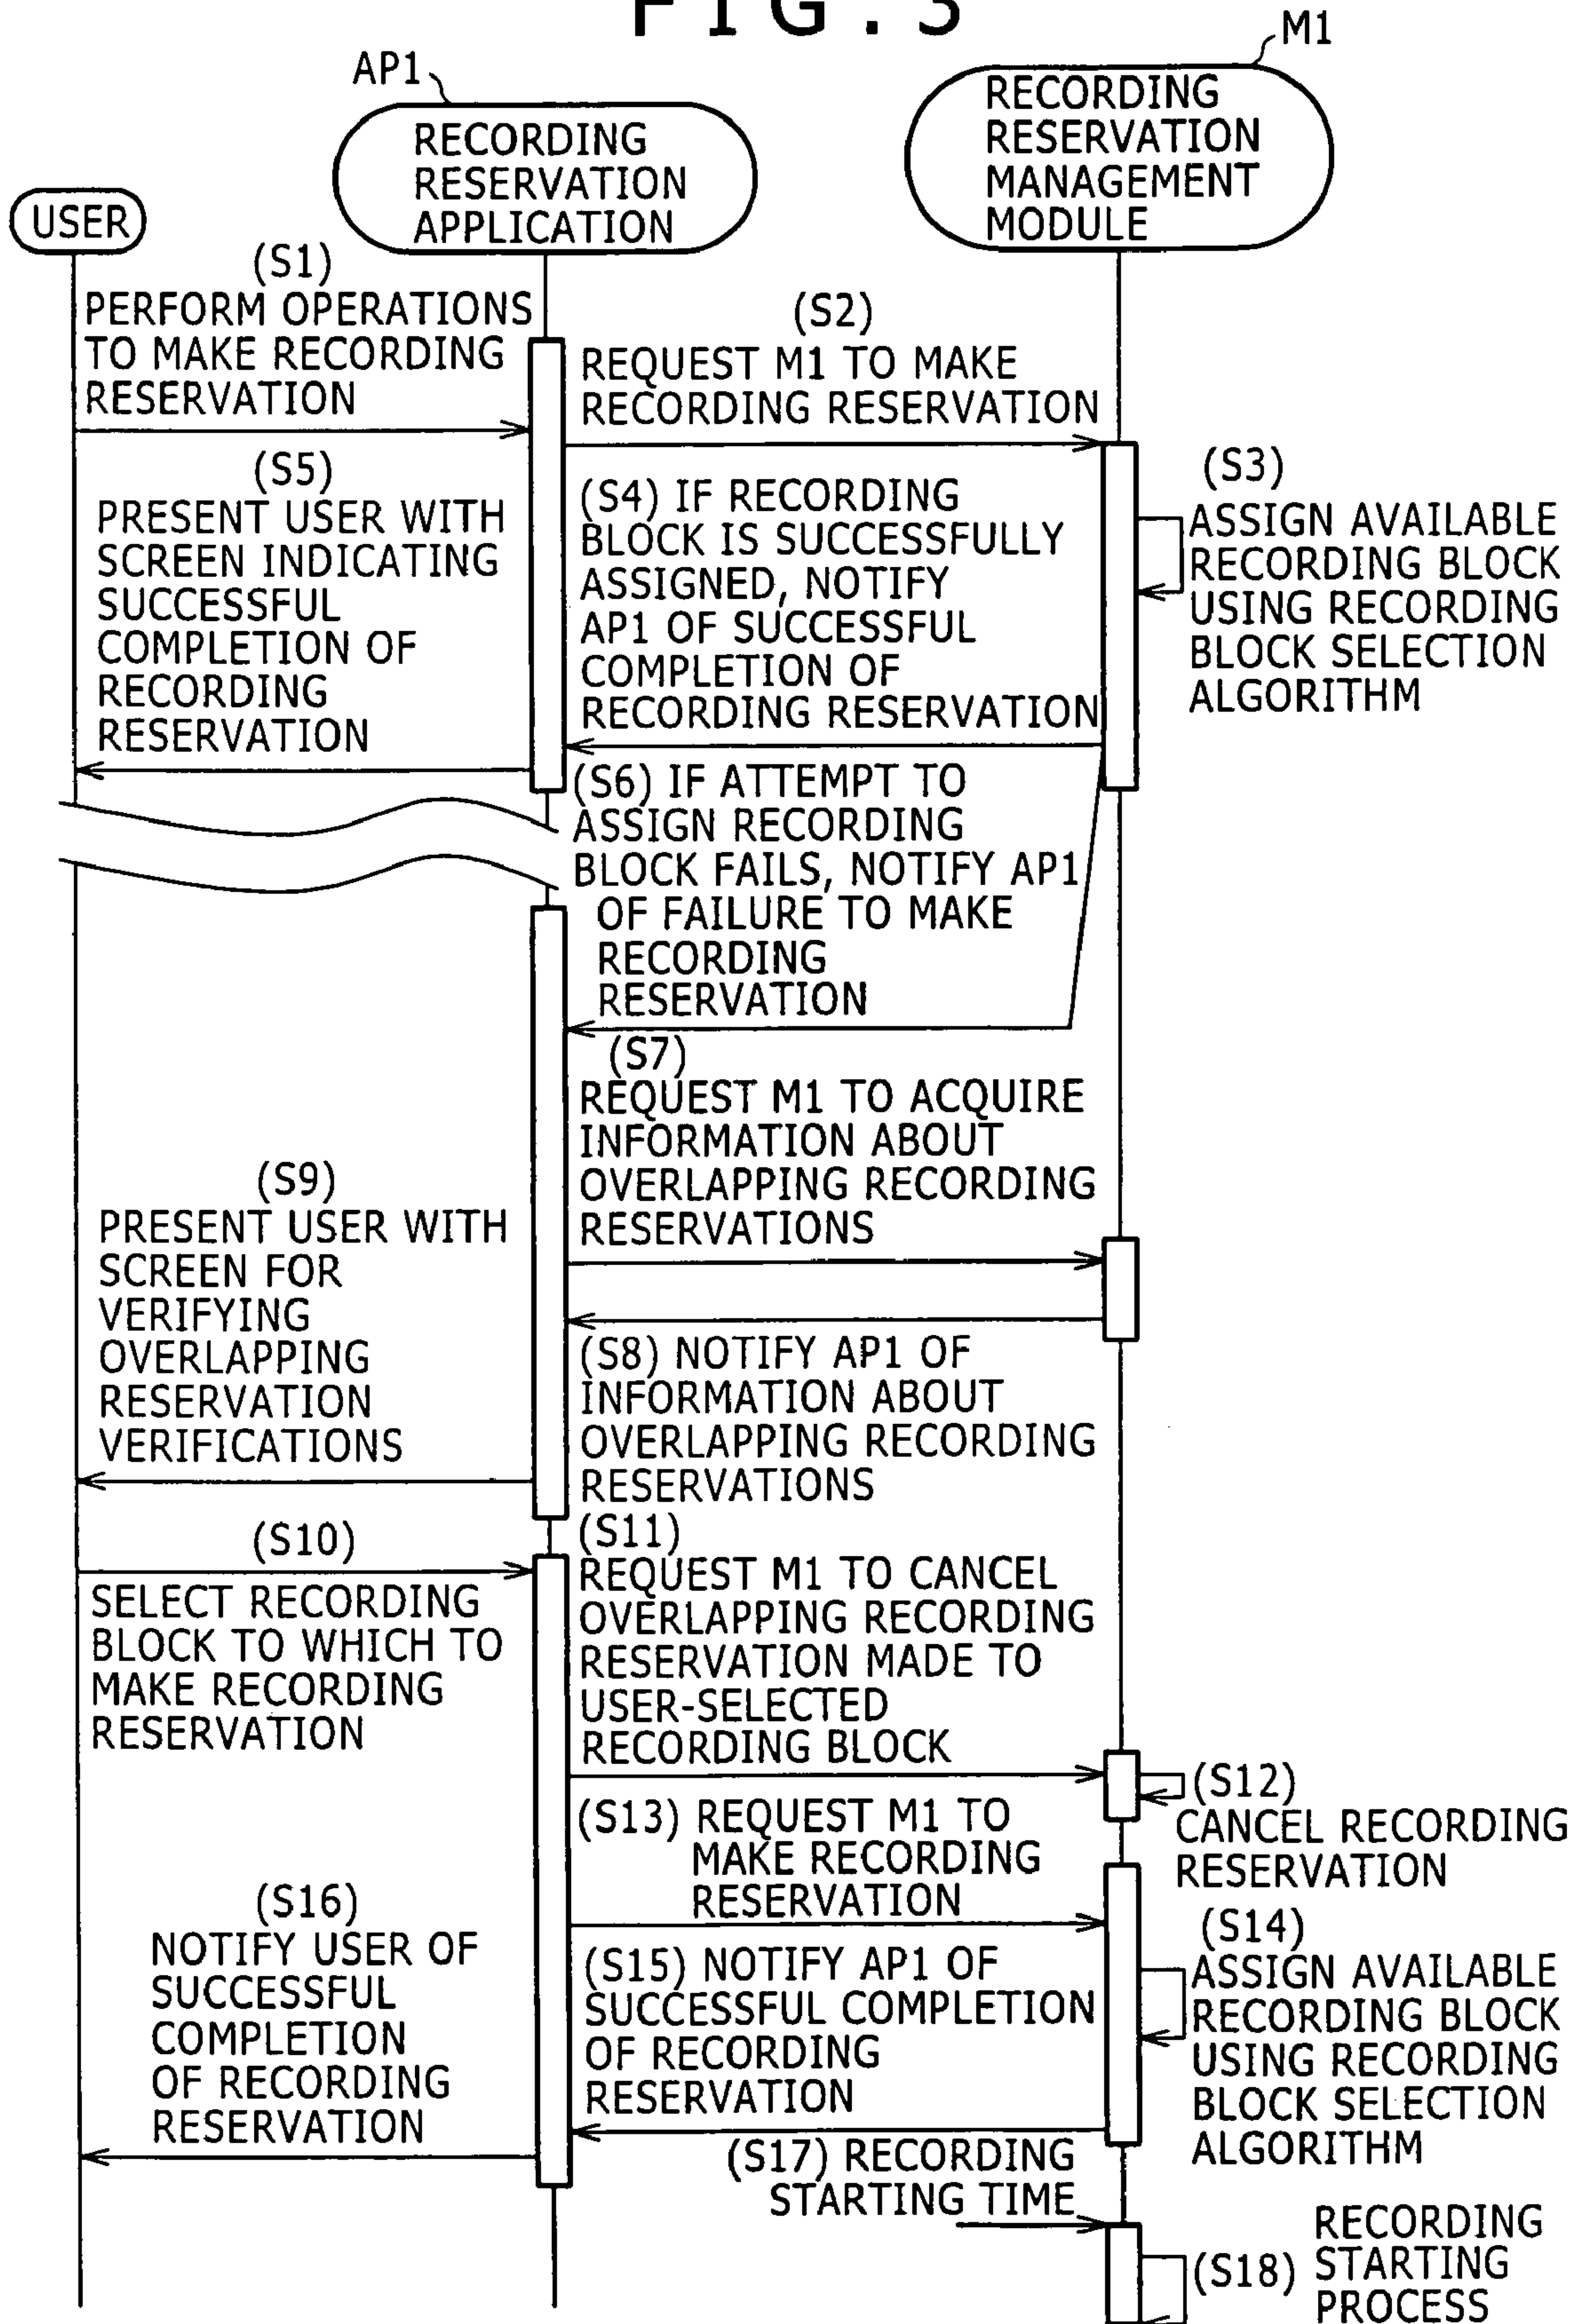 FIG.3
M1
AP1
RECORDING
RESERVATION
MANAGEMENT
MODULE
RECORDING
RESERVATION
APPLICATION
USER
(S1)
PERFORM OPERATIONS
TO MAKE RECORDING
RESERVATION
(S2)
REQUEST M1 TO MAKE
RECORDING RESERVATION
(S3)
ASSIGN AVAILABLE
RECORDING BLOCK
USING RECORDING
BLOCK SELECTION
ALGORITHM
(S4) IF RECORDING
BLOCK IS SUCCESSFULLY
ASSIGNED, NOTIFY
AP1 OF SUCCESSFUL
COMPLETION OF
RECORDING RESERVATION
(S5)
PRESENT USER WITH
SCREEN INDICATING
SUCCESSFUL
COMPLETION OF
RECORDING
RESERVATION
(S6) IF ATTEMPT TO
ASSIGN RECORDING
BLOCK FAILS, NOTIFY AP1
OF FAILURE TO MAKE
RECORDING
RESERVATION
(S7)
REQUEST M1 TO ACQUIRE
INFORMATION ABOUT
OVERLAPPING RECORDING
RESERVATIONS
(S8) NOTIFY AP1 OF
INFORMATION ABOUT
OVERLAPPING RECORDING
RESERVATIONS
(S9)
PRESENT USER WITH
SCREEN FOR
VERIFYING
OVERLAPPING
RESERVATION
VERIFICATIONS
(S10)
SELECT RECORDING
BLOCK TO WHICH TO
MAKE RECORDING
RESERVATION
(S11)
REQUEST M1 TO CANCEL
OVERLAPPING RECORDING
RESERVATION MADE TO
USER-SELECTED
RECORDING BLOCK
(S12)
CANCEL RECORDING
RESERVATION
(S13) REQUEST M1 TO
MAKE RECORDING
RESERVATION
(S14)
ASSIGN AVAILABLE
RECORDING BLOCK
USING RECORDING
BLOCK SELECTION
ALGORITHM
(S15) NOTIFY AP1 OF
SUCCESSFUL COMPLETION
OF RECORDING
RESERVATION
(S16)
NOTIFY USER OF
SUCCESSFUL
COMPLETION
OF RECORDING
RESERVATION
(S17) RECORDING
STARTING TIME
(S18)
RECORDING
STARTING
PROCESS